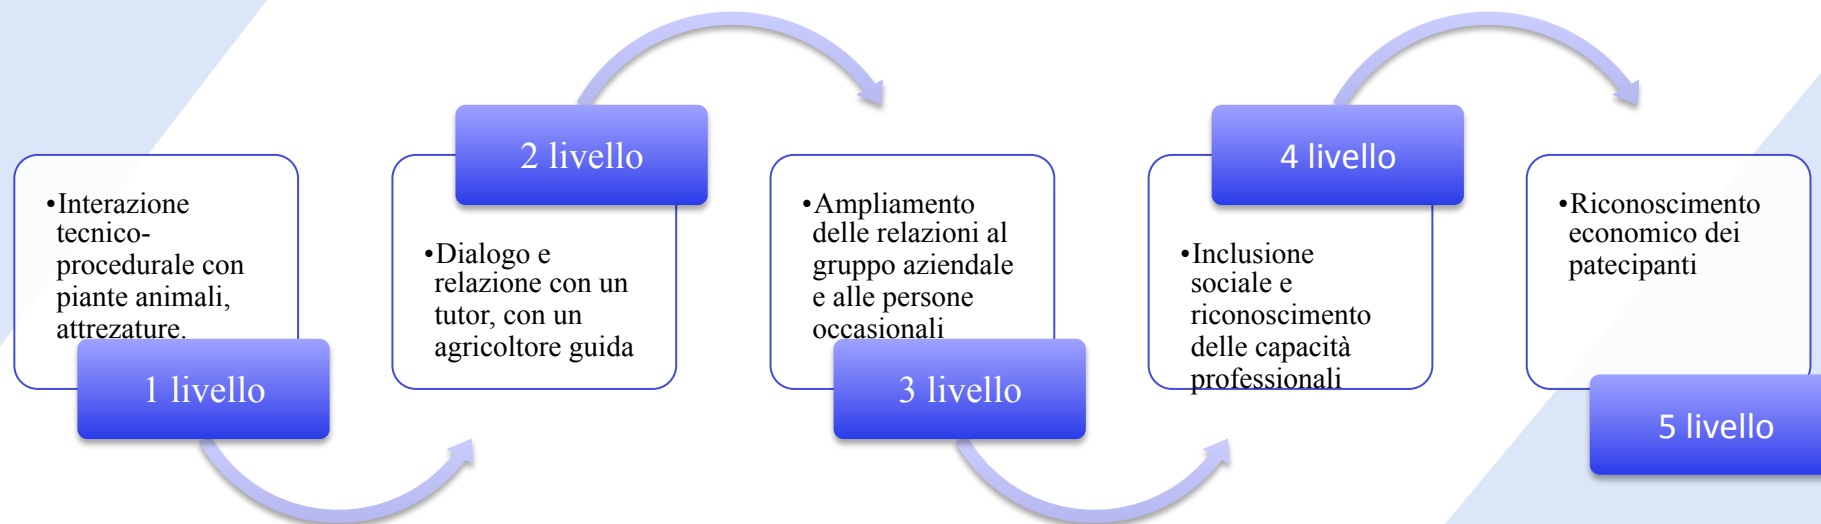 •Interazione
tecnico-
procedurale con
piante animali,
attrezature.
1 livello
2 livello
•Dialogo e
relazione con un
tutor, con un
agricoltore guida
•Ampliamento
delle relazioni al
gruppo aziendale
e alle persone
occasionali
3 livello
4 livello
•Inclusione
sociale e
riconoscimento
delle capacità
professionali
•Riconoscimento
economico dei
patecipanti
5 livello